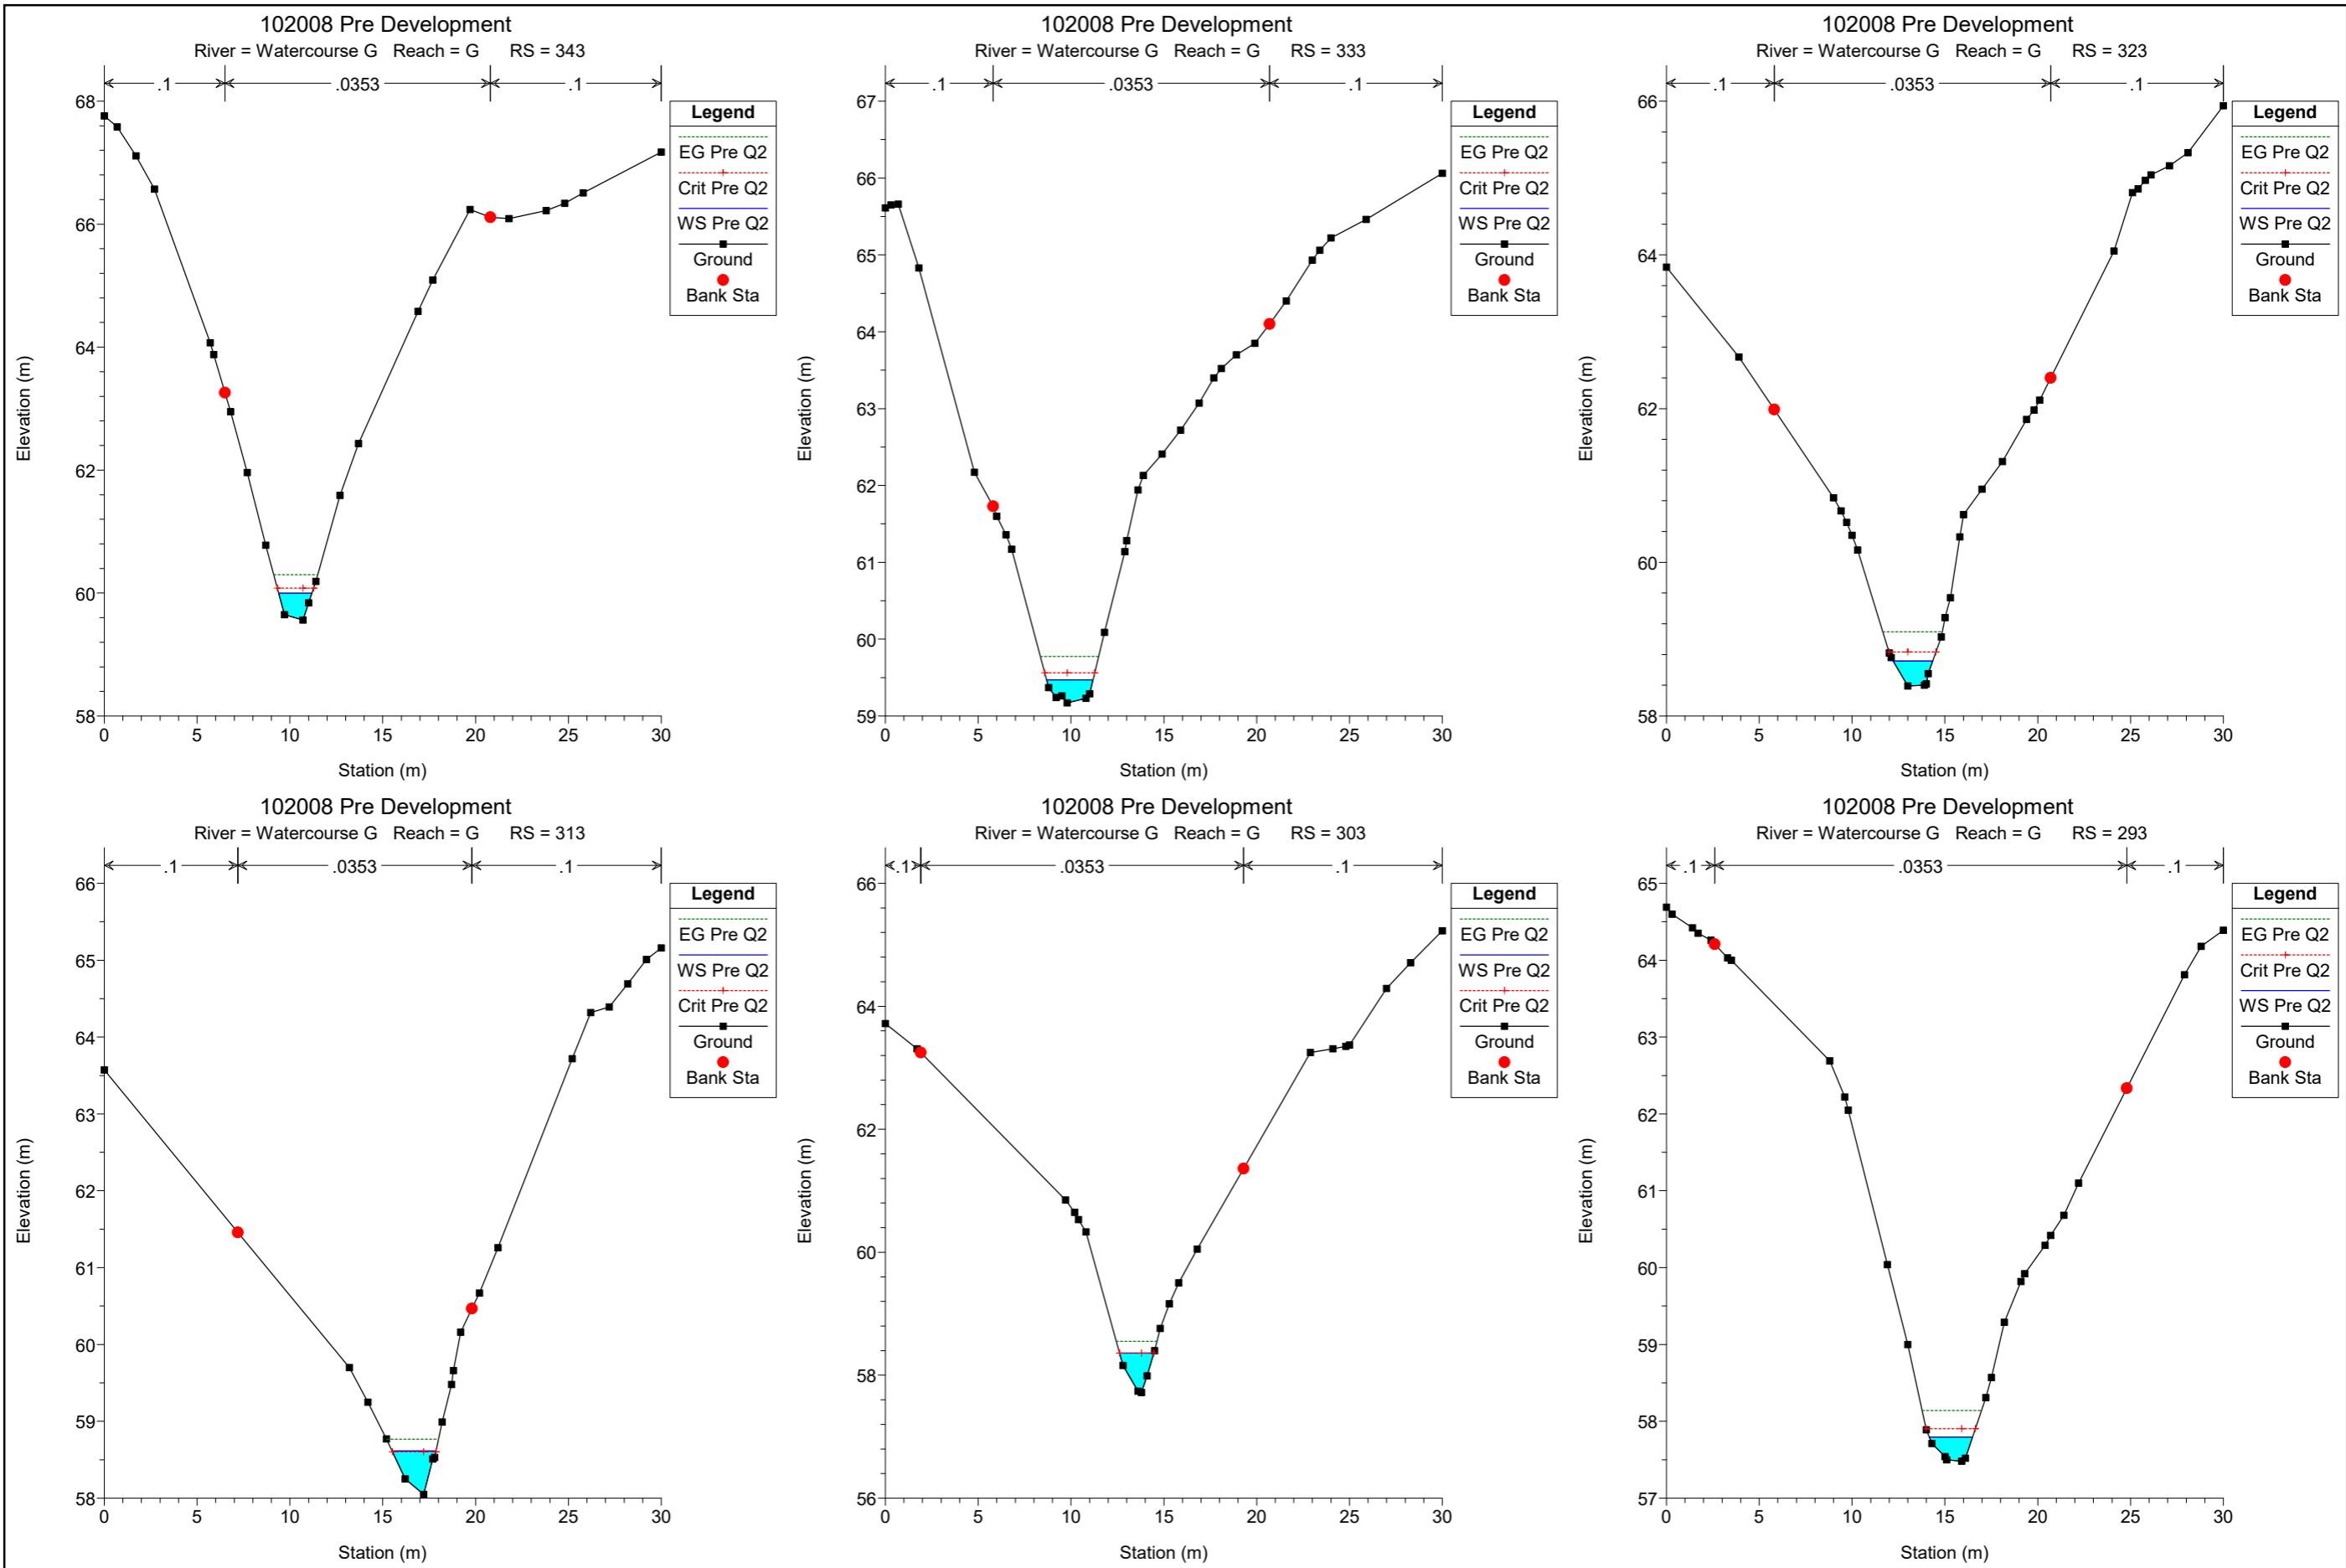 102008 Pre Development
River = Watercourse G Reach = G RS = 343
.1 .0353 .1
68
66
64
62
60
58
Elevation (m)
0 5 10 15 20 25 30
Station (m)
Legend
EG Pre Q2
Crit Pre Q2
WS Pre Q2
Ground
Bank Sta
102008 Pre Development
River = Watercourse G Reach = G RS = 333
.1 .0353 .1
67
66
65
64
63
62
61
60
59
Elevation (m)
0 5 10 15 20 25 30
Station (m)
Legend
EG Pre Q2
Crit Pre Q2
WS Pre Q2
Ground
Bank Sta
102008 Pre Development
River = Watercourse G Reach = G RS = 323
.1 .0353 .1
66
64
62
60
58
Elevation (m)
0 5 10 15 20 25 30
Station (m)
Legend
EG Pre Q2
Crit Pre Q2
WS Pre Q2
Ground
Bank Sta
102008 Pre Development
River = Watercourse G Reach = G RS = 313
.1 .0353 .1
66
65
64
63
62
61
60
59
58
Elevation (m)
0 5 10 15 20 25 30
Station (m)
Legend
EG Pre Q2
WS Pre Q2
Crit Pre Q2
Ground
Bank Sta
102008 Pre Development
River = Watercourse G Reach = G RS = 303
.1 .0353 .1
66
64
62
60
58
56
Elevation (m)
0 5 10 15 20 25 30
Station (m)
Legend
EG Pre Q2
WS Pre Q2
Crit Pre Q2
Ground
Bank Sta
102008 Pre Development
River = Watercourse G Reach = G RS = 293
.1 .0353 .1
65
64
63
62
61
60
59
58
57
Elevation (m)
0 5 10 15 20 25 30
Station (m)
Legend
EG Pre Q2
Crit Pre Q2
WS Pre Q2
Ground
Bank Sta